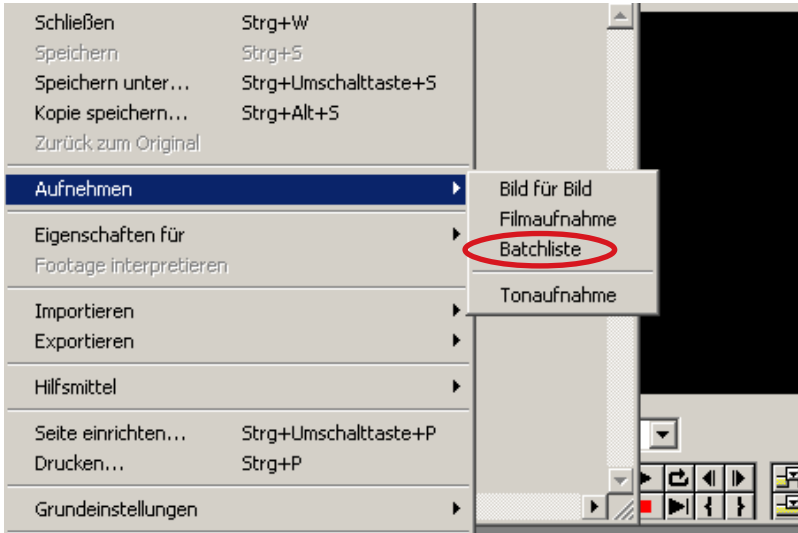 Schließen Strg+W
Speichern Strg+S
Speichern unter... Strg+Umschalttaste+S
Kopie speichern... Strg+Alt+S
Zurück zum Original
Aufnehmen
Eigenschaften für
Footage interpretieren
Importieren
Exportieren
Hilfsmittel
Seite einrichten... Strg+Umschalttaste+P
Drucken... Strg+P
Grundeinstellungen
Bild für Bild
Filmaufnahme
Batchliste
Tonaufnahme